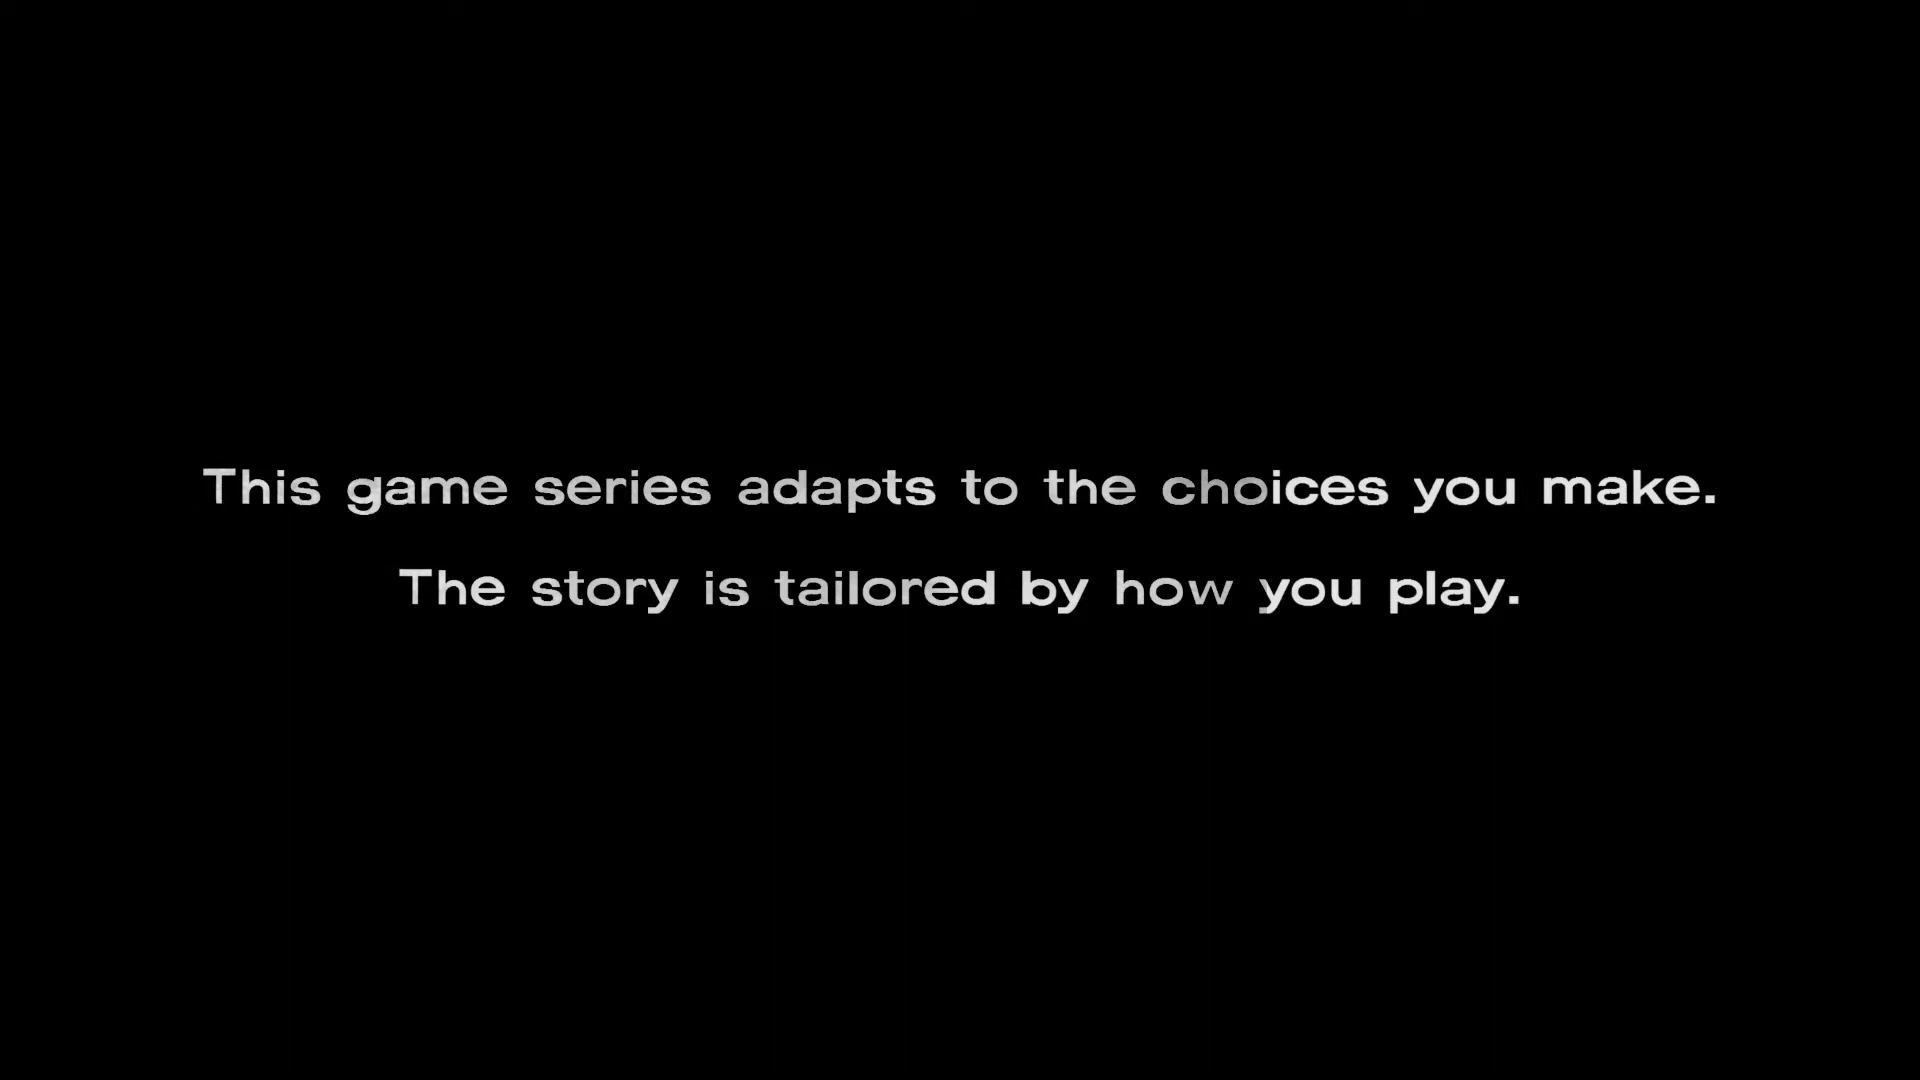 This game series adapts to the choices you make.
The story is tailored by how you play.